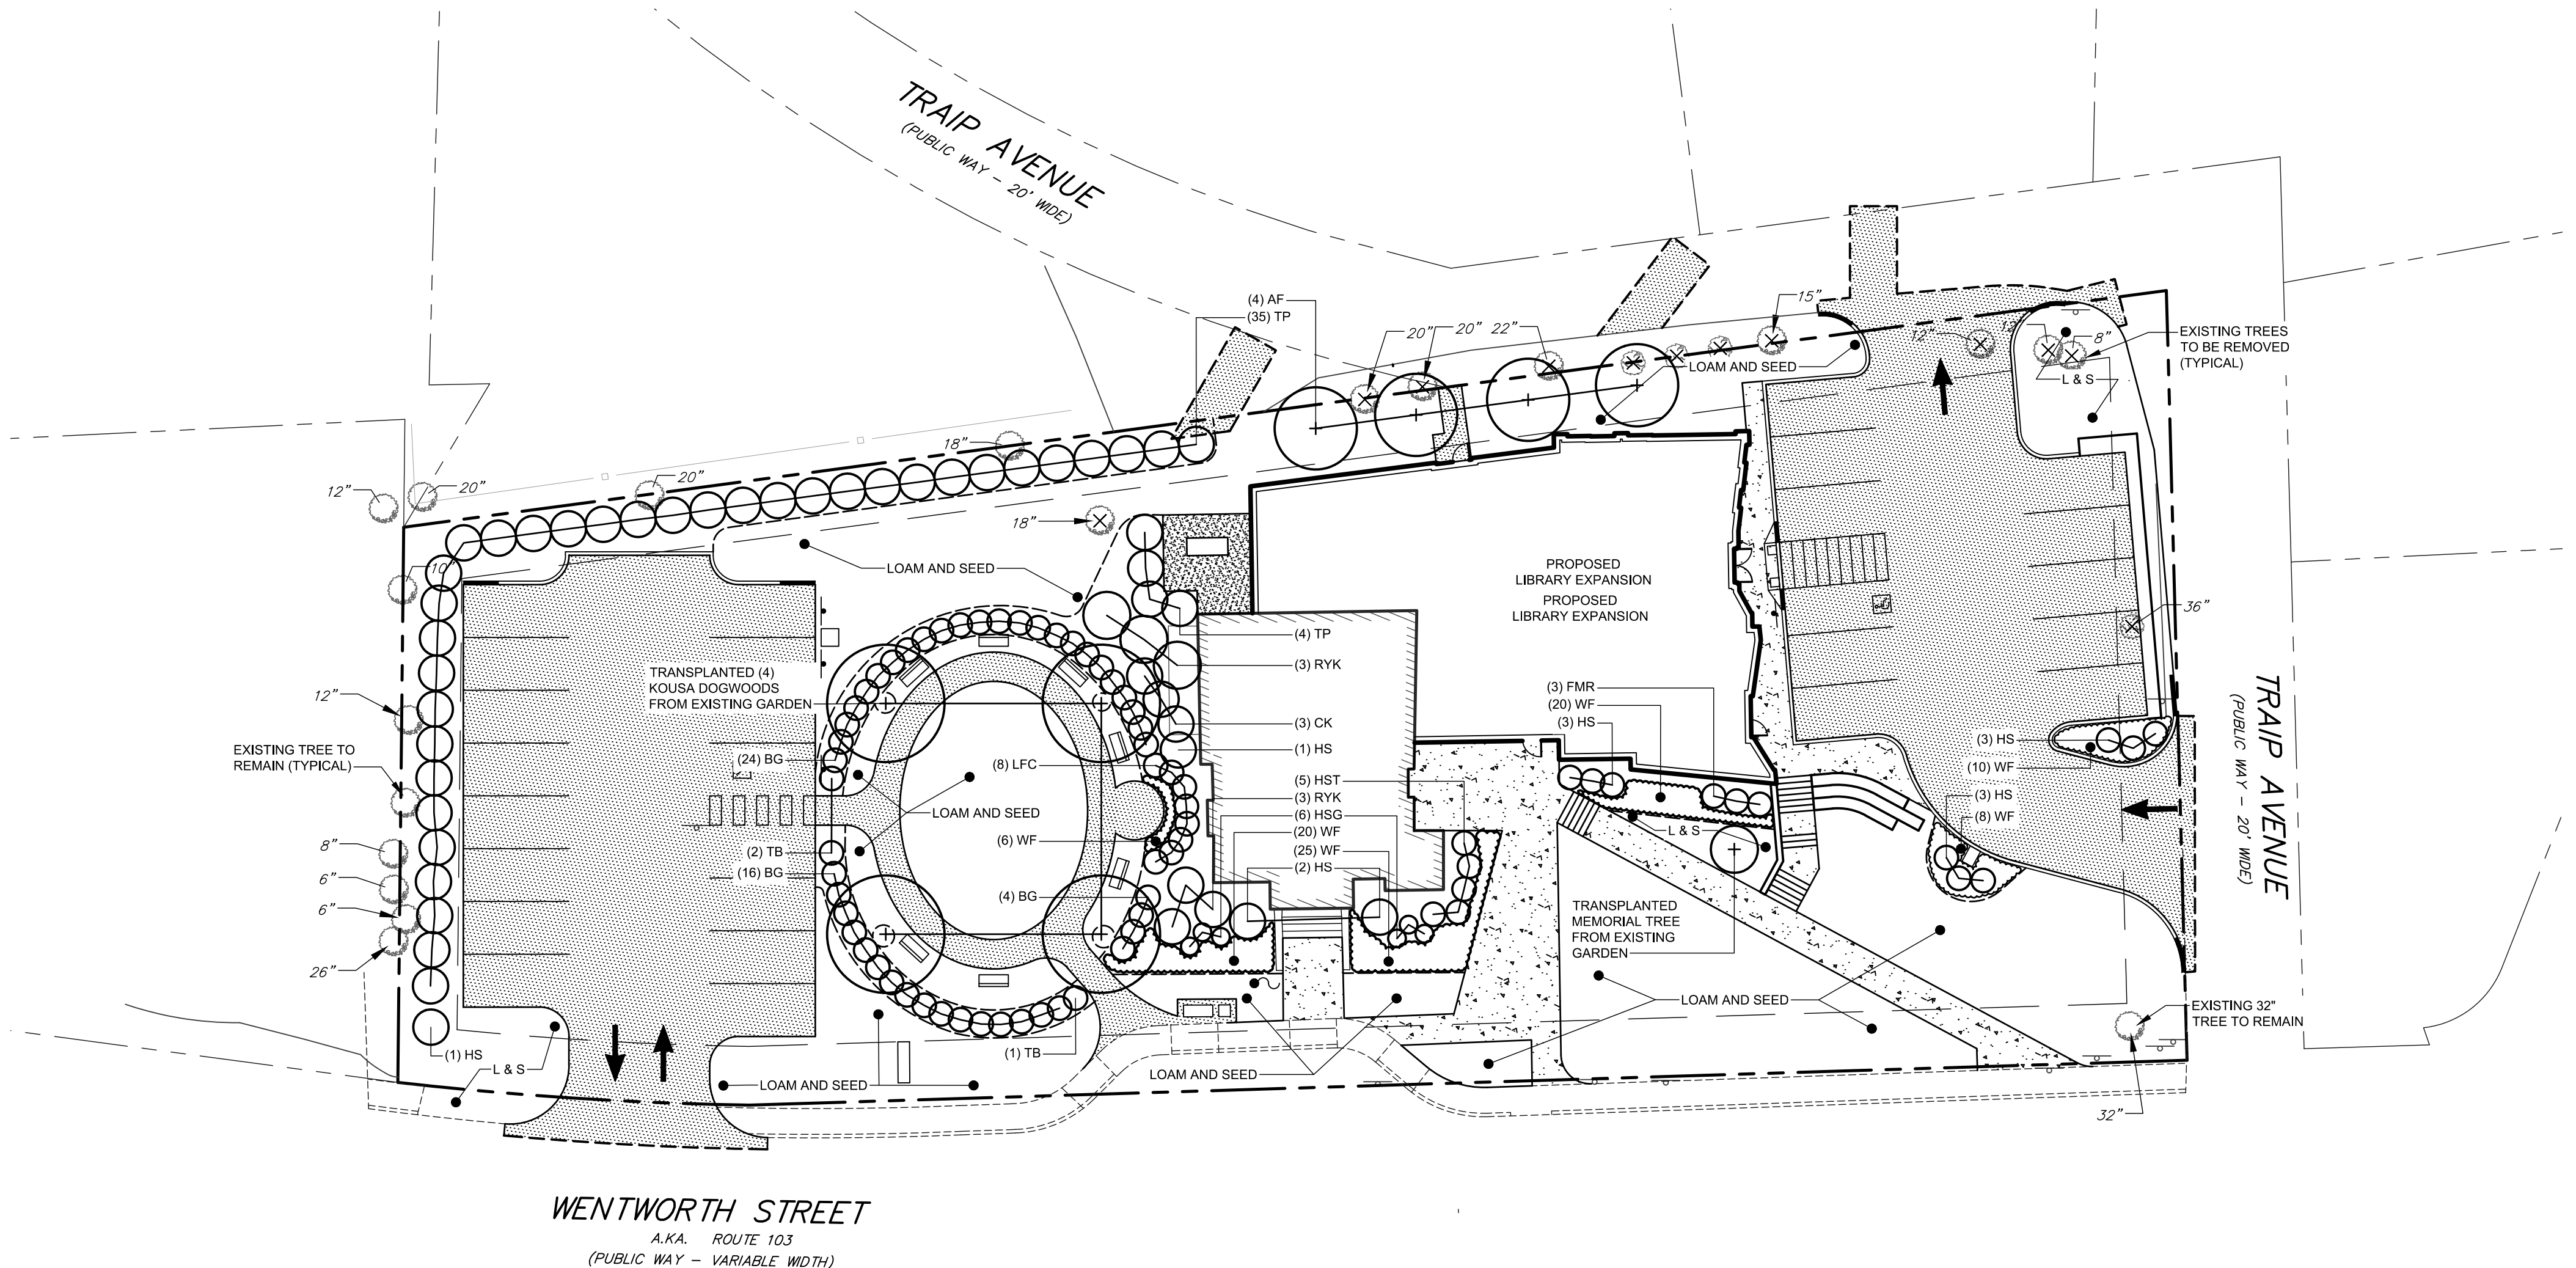 TRAIP AVENUE
(PUBLIC WAY - 20' WIDE)
(4) AF
(35) TP
20"
20"
22"
15"
12"
12"
8"
EXISTING TREES
TO BE REMOVED
(TYPICAL)
L & S
LOAM AND SEED
18"
20"
20"
12"
18"
LOAM AND SEED
10"
PROPOSED
LIBRARY EXPANSION
PROPOSED
LIBRARY EXPANSION
36"
(4) TP
(3) RYK
TRANSPLANTED (4)
KOUSA DOGWOODS
FROM EXISTING GARDEN
12"
EXISTING TREE TO
REMAIN (TYPICAL)
(3) FMR
(20) WF
(3) HS
(3) CK
(1) HS
(24) BG
(8) LFC
(5) HST
(3) RYK
(6) HSG
(20) WF
(25) WF
(2) HS
LOAM AND SEED
(3) HS
(10) WF
(3) HS
(8) WF
L & S
TRAIP AVENUE
(PUBLIC WAY - 20' WIDE)
8"
6"
6"
26"
(2) TB
(16) BG
(6) WF
(4) BG
TRANSPLANTED
MEMORIAL TREE
FROM EXISTING
GARDEN
LOAM AND SEED
EXISTING 32"
TREE TO REMAIN
(1) HS
L & S
(1) TB
LOAM AND SEED
LOAM AND SEED
32"
WENTWORTH STREET
A.KA. ROUTE 103
(PUBLIC WAY - VARIABLE WIDTH)